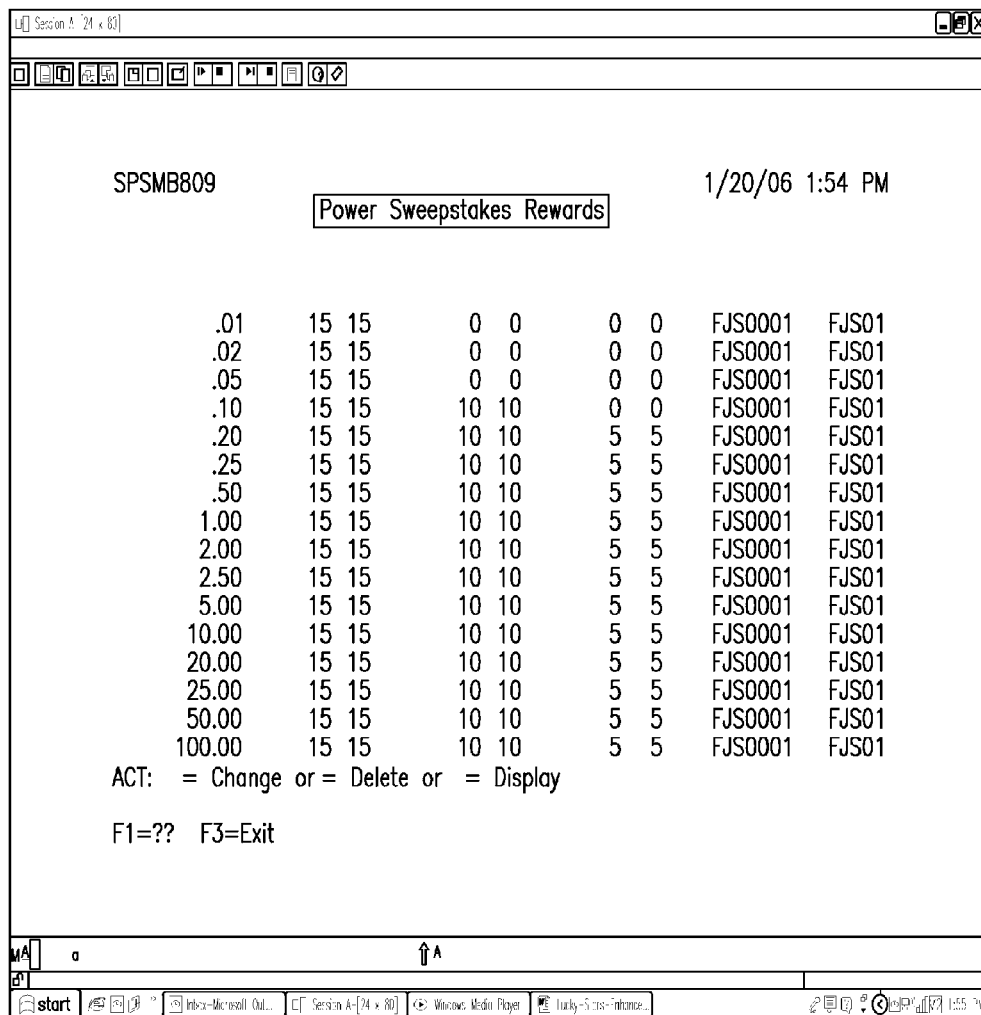 Session A [24 x 80]
SPSMB809 1/20/06 1:54 PM
Power Sweepstakes Rewards
.01 15 15 0 0 0 0 FJS0001 FJS01
.02 15 15 0 0 0 0 FJS0001 FJS01
.05 15 15 0 0 0 0 FJS0001 FJS01
.10 15 15 10 10 0 0 FJS0001 FJS01
.20 15 15 10 10 5 5 FJS0001 FJS01
.25 15 15 10 10 5 5 FJS0001 FJS01
.50 15 15 10 10 5 5 FJS0001 FJS01
1.00 15 15 10 10 5 5 FJS0001 FJS01
2.00 15 15 10 10 5 5 FJS0001 FJS01
2.50 15 15 10 10 5 5 FJS0001 FJS01
5.00 15 15 10 10 5 5 FJS0001 FJS01
10.00 15 15 10 10 5 5 FJS0001 FJS01
20.00 15 15 10 10 5 5 FJS0001 FJS01
25.00 15 15 10 10 5 5 FJS0001 FJS01
50.00 15 15 10 10 5 5 FJS0001 FJS01
100.00 15 15 10 10 5 5 FJS0001 FJS01
ACT: = Change or = Delete or = Display
F1=?? F3=Exit
MA a A
start Inbox-Microsoft Out... Session A-[24 x 80] Windows Media Player 1:55